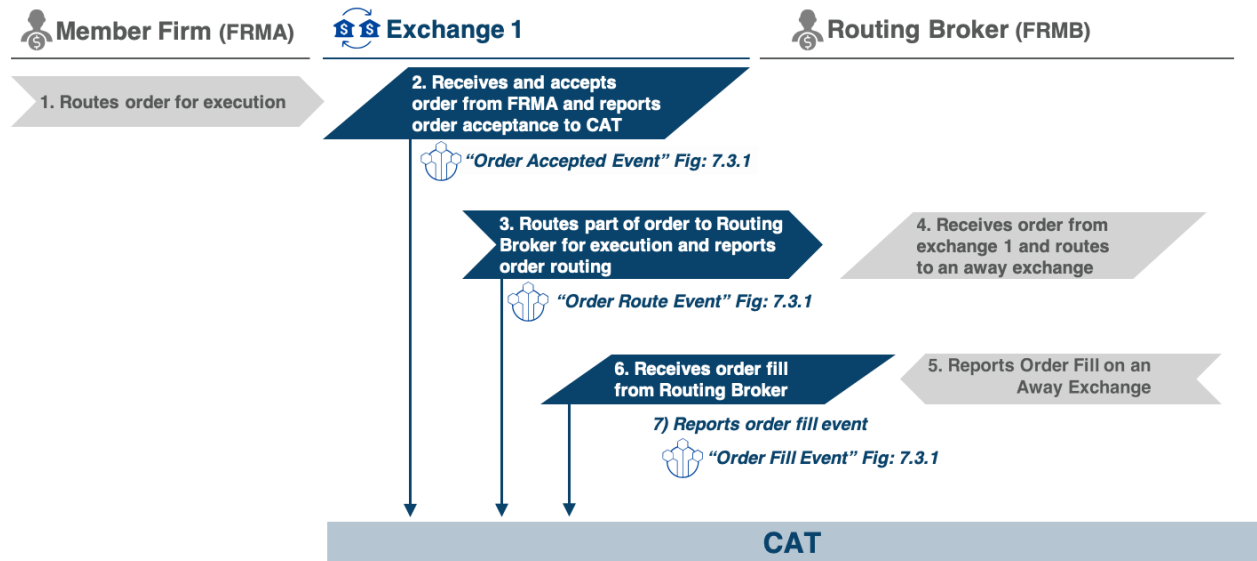 Member Firm (FRMA)
Exchange 1
Routing Broker (FRMB)
1. Routes order for execution
2. Receives and accepts
order from FRMA and reports
order acceptance to CAT
“Order Accepted Event” Fig: 7.3.1
3. Routes part of order to Routing
Broker for execution and reports
order routing
4. Receives order from
exchange 1 and routes
to an away exchange
“Order Route Event” Fig: 7.3.1
6. Receives order fill
from Routing Broker
5. Reports Order Fill on an
Away Exchange
7) Reports order fill event
“Order Fill Event” Fig: 7.3.1
CAT